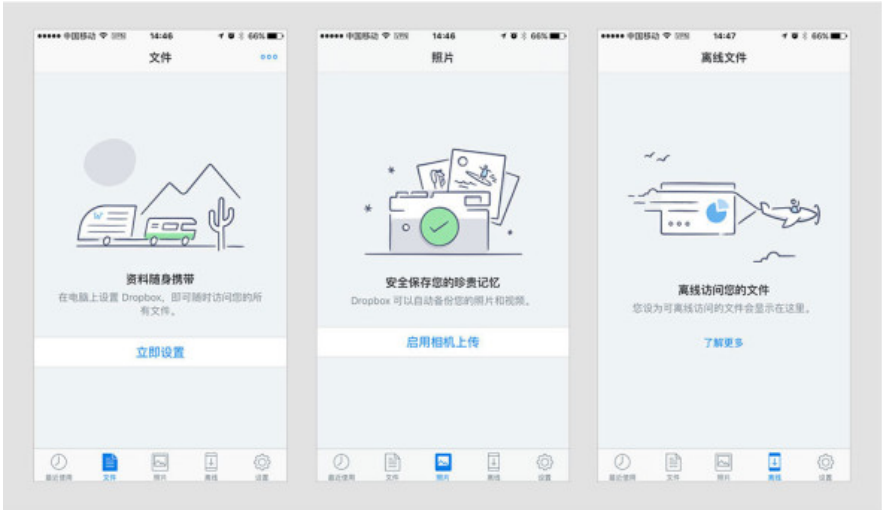 中国移动 VPN 14:46 66%
文件
资料随身携带
在电脑上设置 Dropbox，即可随时访问您的所
有文件。
立即设置
最近使用 文件 照片 离线 设置
中国移动 VPN 14:46 66%
照片
安全保存您的珍贵记忆
Dropbox 可以自动备份您的照片和视频。
启用相机上传
最近使用 文件 照片 离线 设置
中国移动 VPN 14:47 66%
离线文件
离线访问您的文件
您设为可离线访问的文件会显示在这里。
了解更多
最近使用 文件 照片 离线 设置